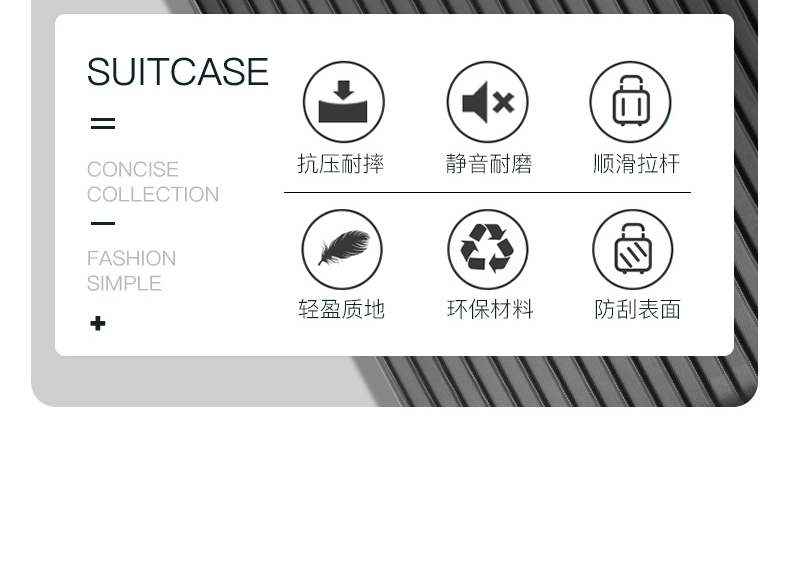 SUITCASE
CONCISE
COLLECTION
FASHION
SIMPLE
抗压耐摔
静音耐磨
顺滑拉杆
轻盈质地
环保材料
防刮表面